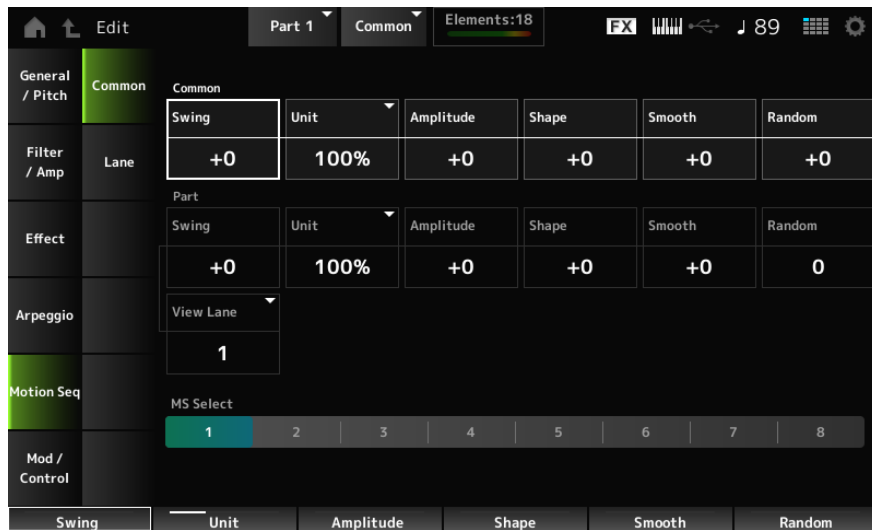 Edit
Part 1
Common
Elements:18
FX
♩ 89
General
/ Pitch
Common
Filter
/ Amp
Lane
Effect
Arpeggio
Motion Seq
Mod /
Control
Common
Swing Unit Amplitude Shape Smooth Random
+0 100% +0 +0 +0 +0
Part
Swing Unit Amplitude Shape Smooth Random
+0 100% +0 +0 +0 0
View Lane
1
MS Select
1 2 3 4 5 6 7 8
Swing Unit Amplitude Shape Smooth Random